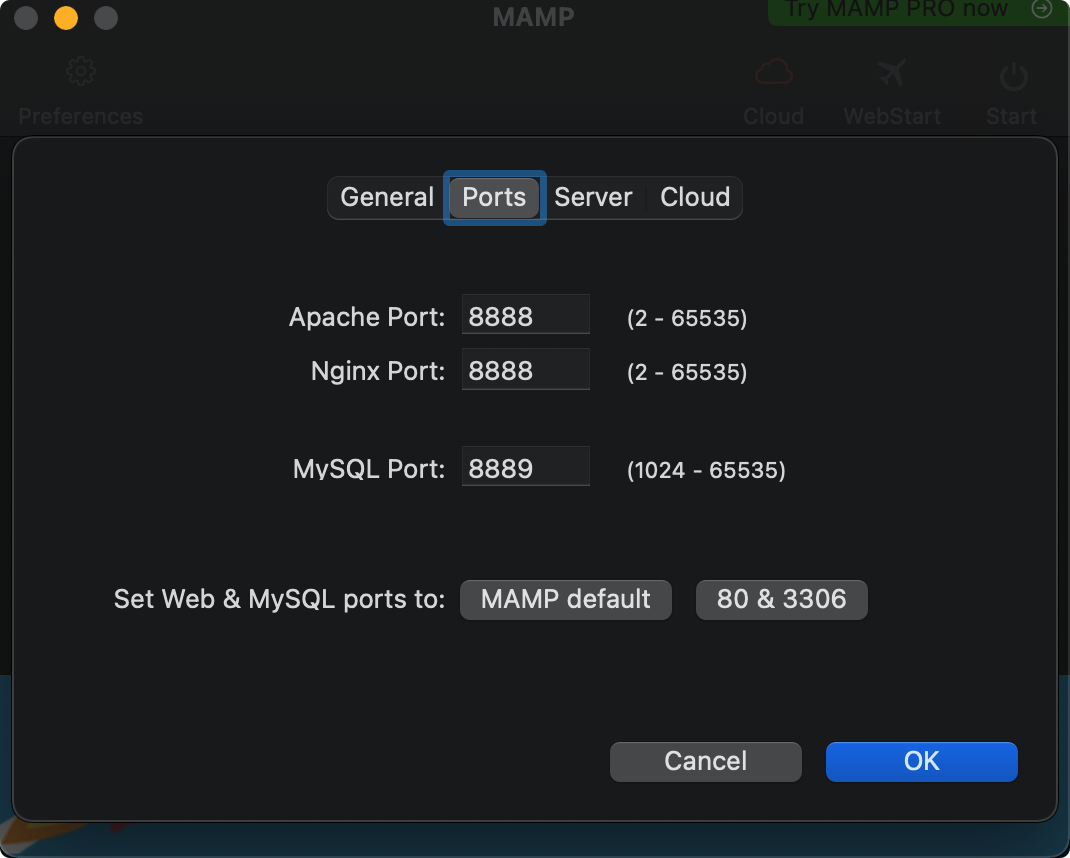 MAMP
Try MAMP PRO now
Preferences
Cloud
WebStart
Start
General Ports Server Cloud
Apache Port: 8888 (2 - 65535)
Nginx Port: 8888 (2 - 65535)
MySQL Port: 8889 (1024 - 65535)
Set Web & MySQL ports to: MAMP default 80 & 3306
Cancel OK